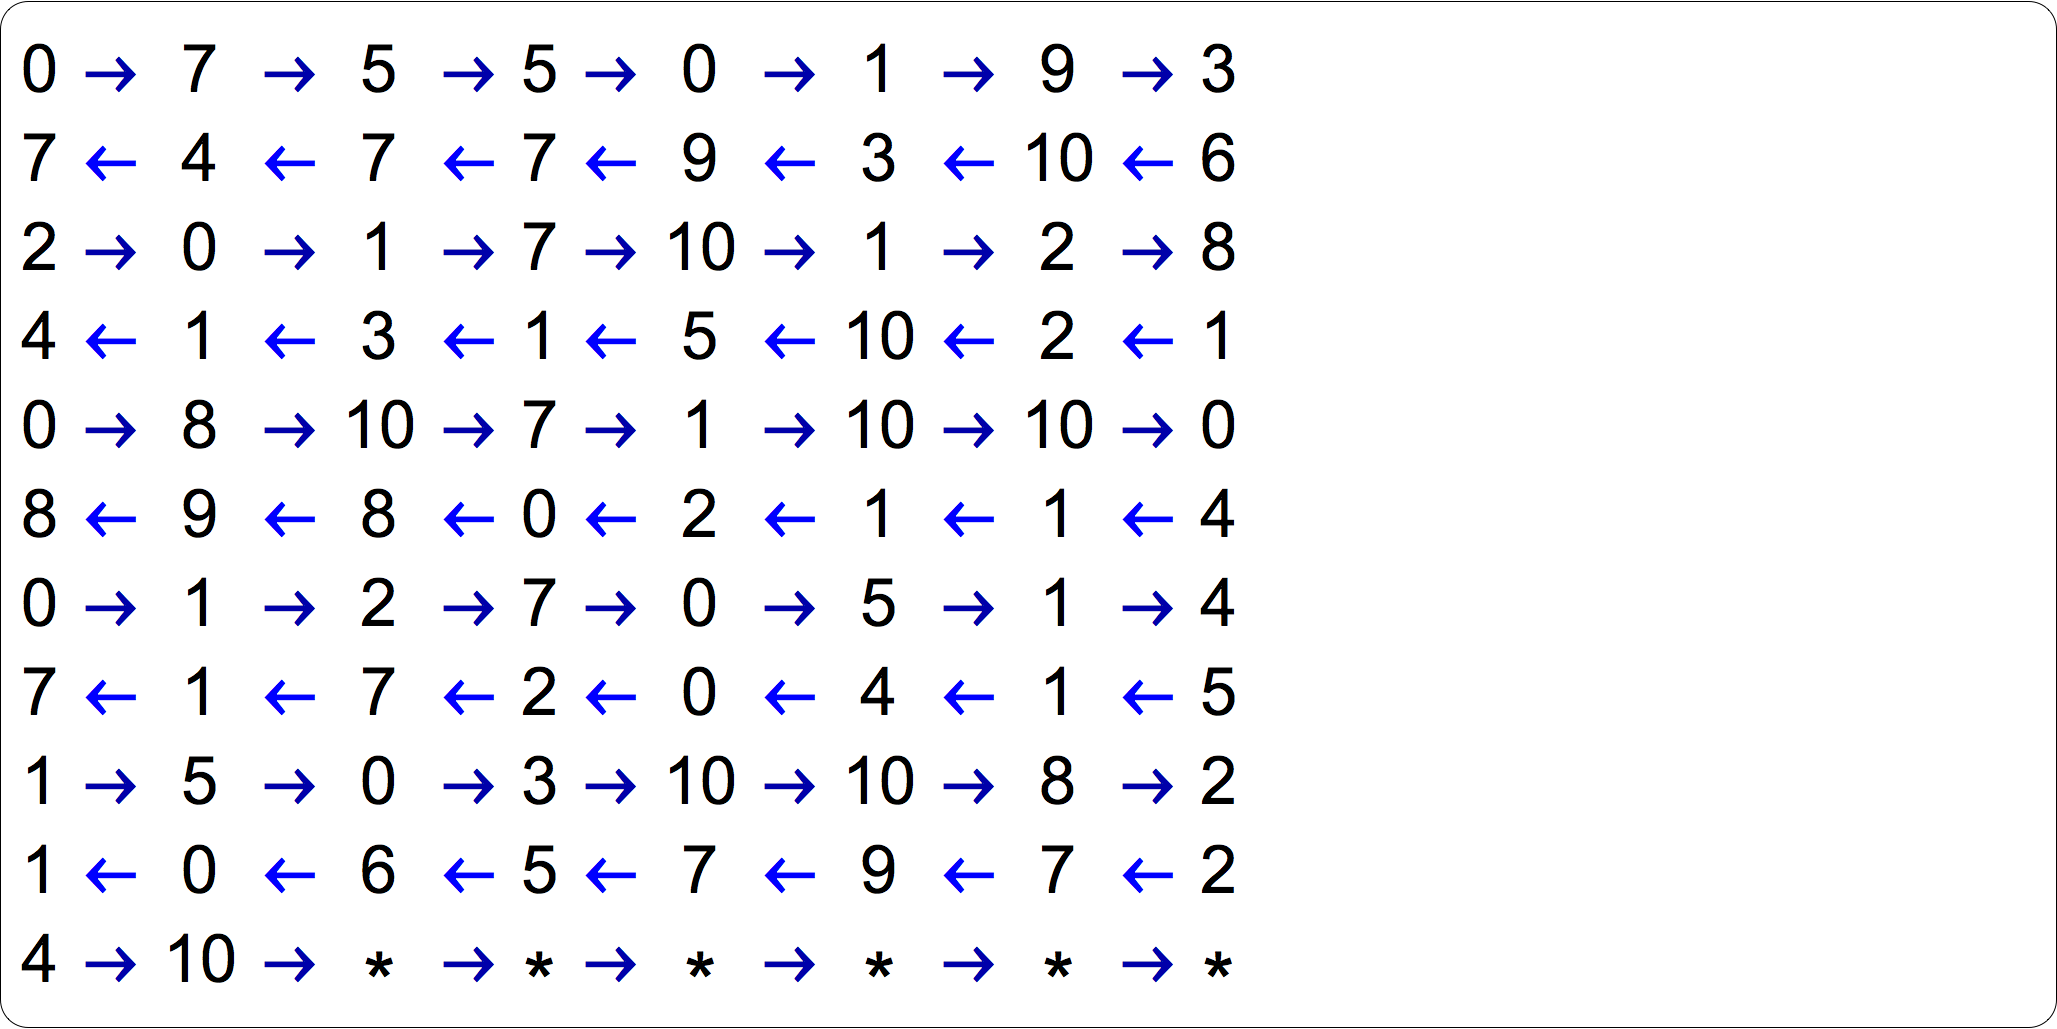 0 → 7 → 5 → 5 → 0 → 1 → 9 → 3
7 ← 4 ← 7 ← 7 ← 9 ← 3 ← 10 ← 6
2 → 0 → 1 → 7 → 10 → 1 → 2 → 8
4 ← 1 ← 3 ← 1 ← 5 ← 10 ← 2 ← 1
0 → 8 → 10 → 7 → 1 → 10 → 10 → 0
8 ← 9 ← 8 ← 0 ← 2 ← 1 ← 1 ← 4
0 → 1 → 2 → 7 → 0 → 5 → 1 → 4
7 ← 1 ← 7 ← 2 ← 0 ← 4 ← 1 ← 5
1 → 5 → 0 → 3 → 10 → 10 → 8 → 2
1 ← 0 ← 6 ← 5 ← 7 ← 9 ← 7 ← 2
4 → 10 → * → * → * → * → * → *